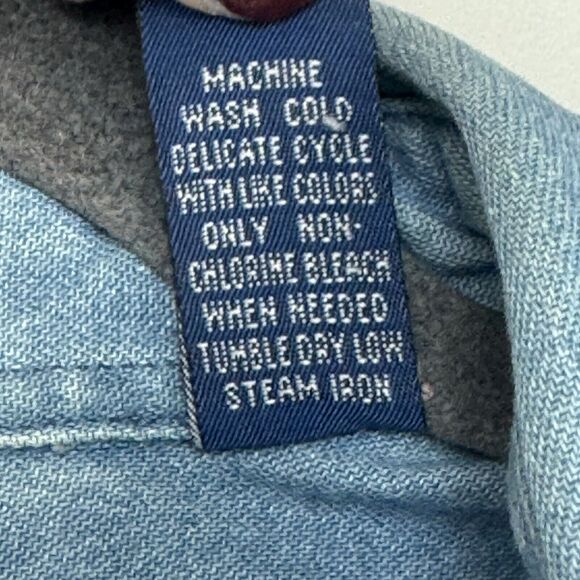 MACHINE
WASH COLD
DELICATE CYCLE
WITH LIKE COLORS
ONLY NON-
CHLORINE BLEACH
WHEN NEEDED
TUMBLE DRY LOW
STEAM IRON